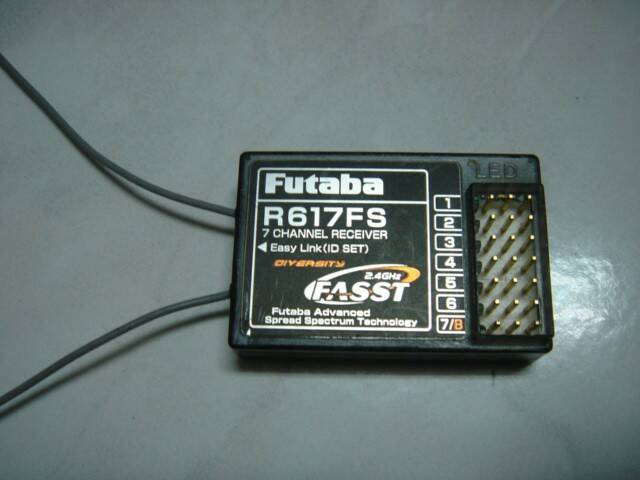 Futaba
R617FS
7 CHANNEL RECEIVER
Easy Link(ID SET)
DIVERSITY
2.4GHz
FASST
Futaba Advanced
Spread Spectrum Technology
LED
1
2
3
4
5
6
7/B